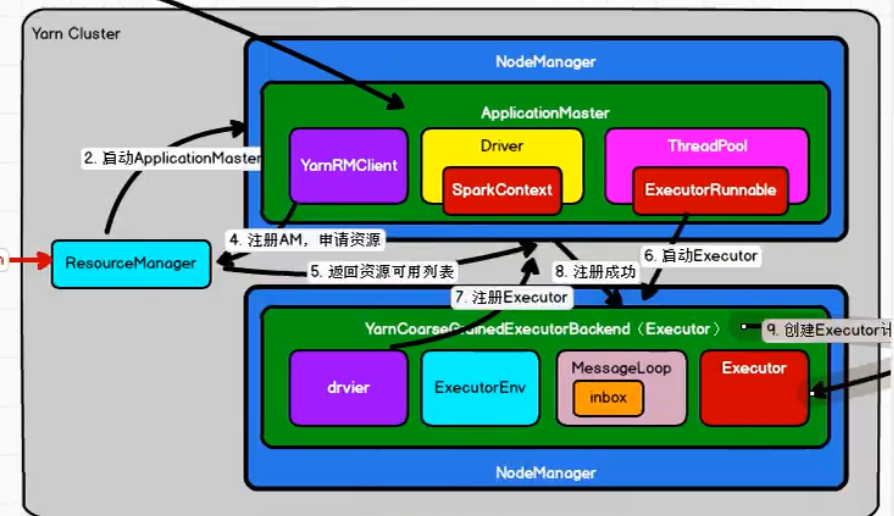 Yarn Cluster
NodeManager
ApplicationMaster
2. 启动ApplicationMaster
YarnRMClient
Driver
SparkContext
ThreadPool
ExecutorRunnable
4. 注册AM，申请资源
ResourceManager
5. 返回资源可用列表
8. 注册成功
6. 启动Executor
7. 注册Executor
YarnCoarseGrainedExecutorBackend（Executor）
9. 创建Executor计
drvier
ExecutorEnv
MessageLoop
inbox
Executor
NodeManager